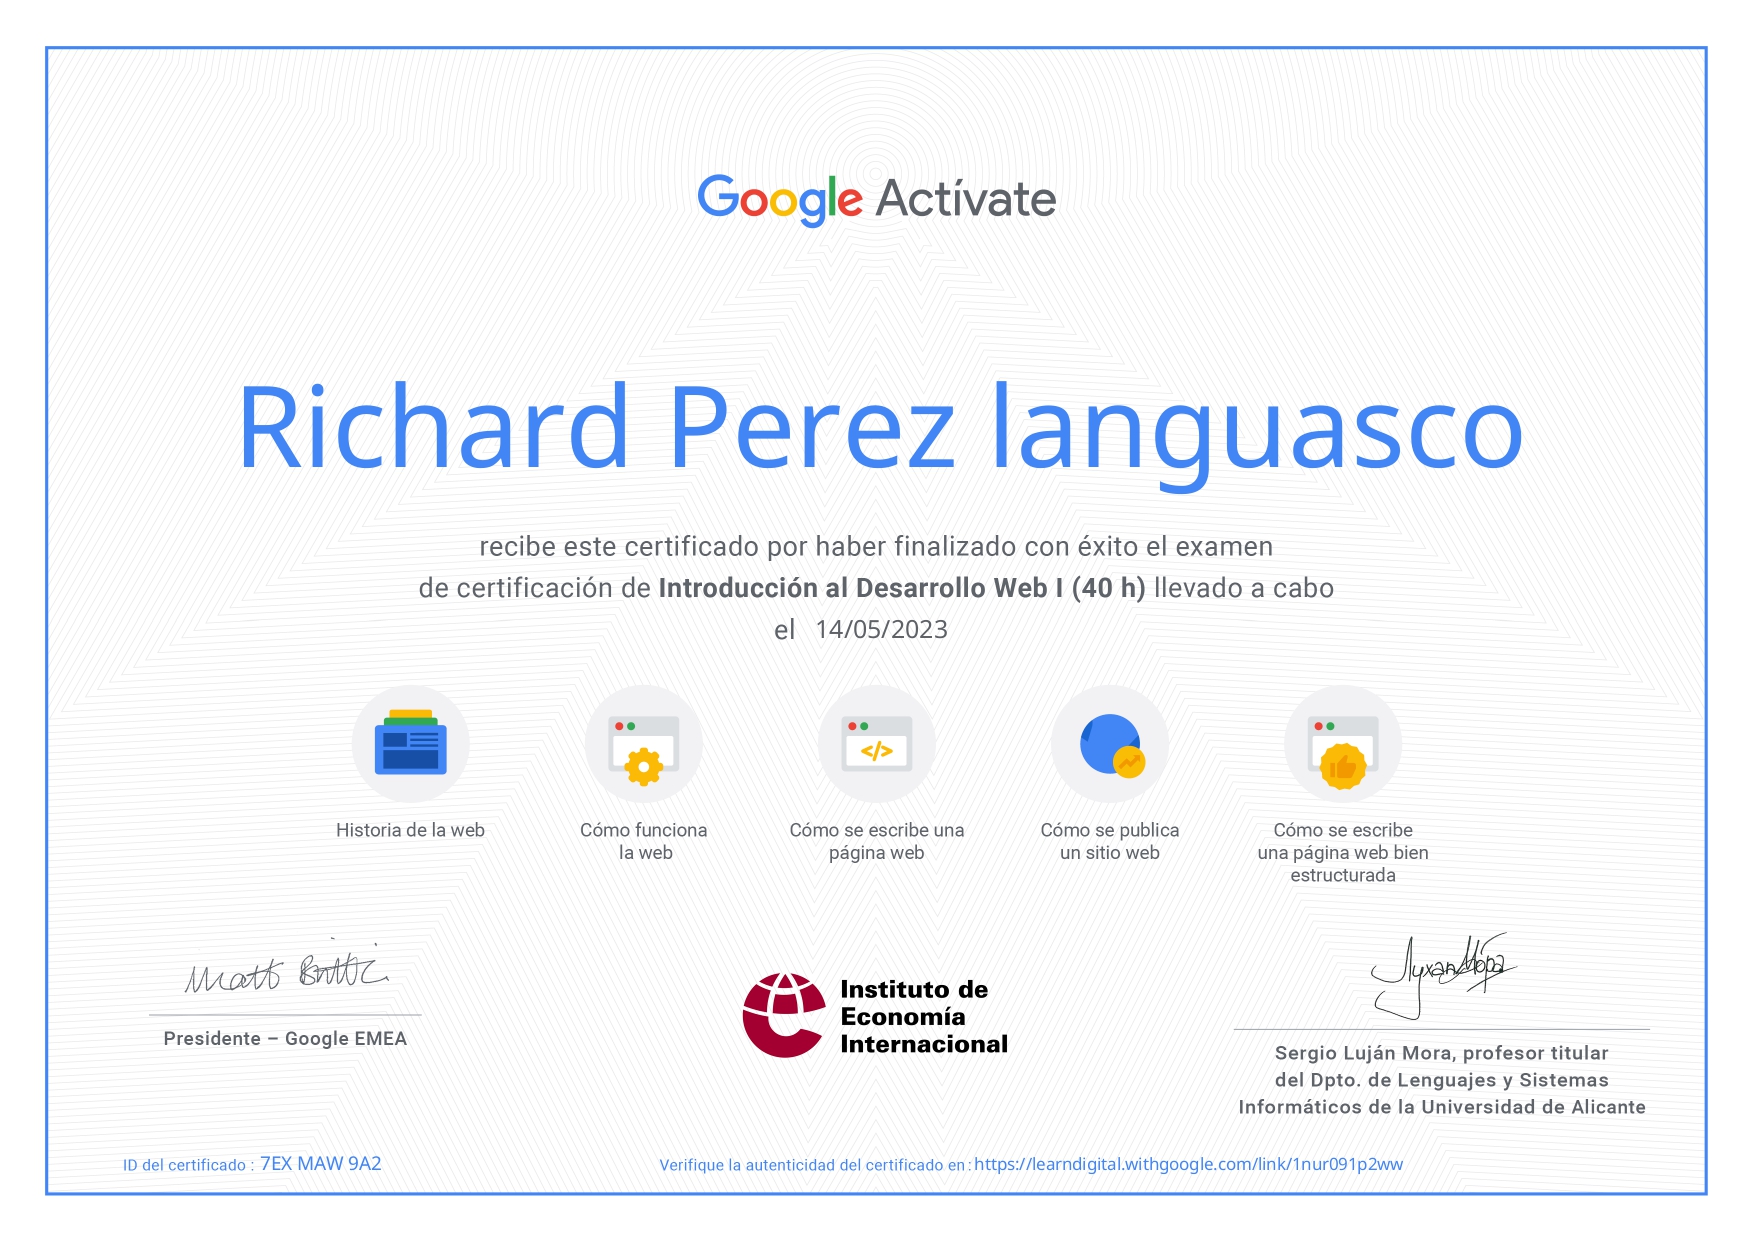 Google Actívate
Richard Perez languasco
recibe este certificado por haber finalizado con éxito el examen
de certificación de Introducción al Desarrollo Web I (40 h) llevado a cabo
el 14/05/2023
</>
Historia de la web
Cómo funciona
la web
Cómo se escribe una
página web
Cómo se publica
un sitio web
Cómo se escribe
una página web bien
estructurada
Matt Brittin
Presidente – Google EMEA
Instituto de
Economía
Internacional
Sergio Luján Mora, profesor titular
del Dpto. de Lenguajes y Sistemas
Informáticos de la Universidad de Alicante
ID del certificado : 7EX MAW 9A2
Verifique la autenticidad del certificado en : https://learndigital.withgoogle.com/link/1nur091p2ww